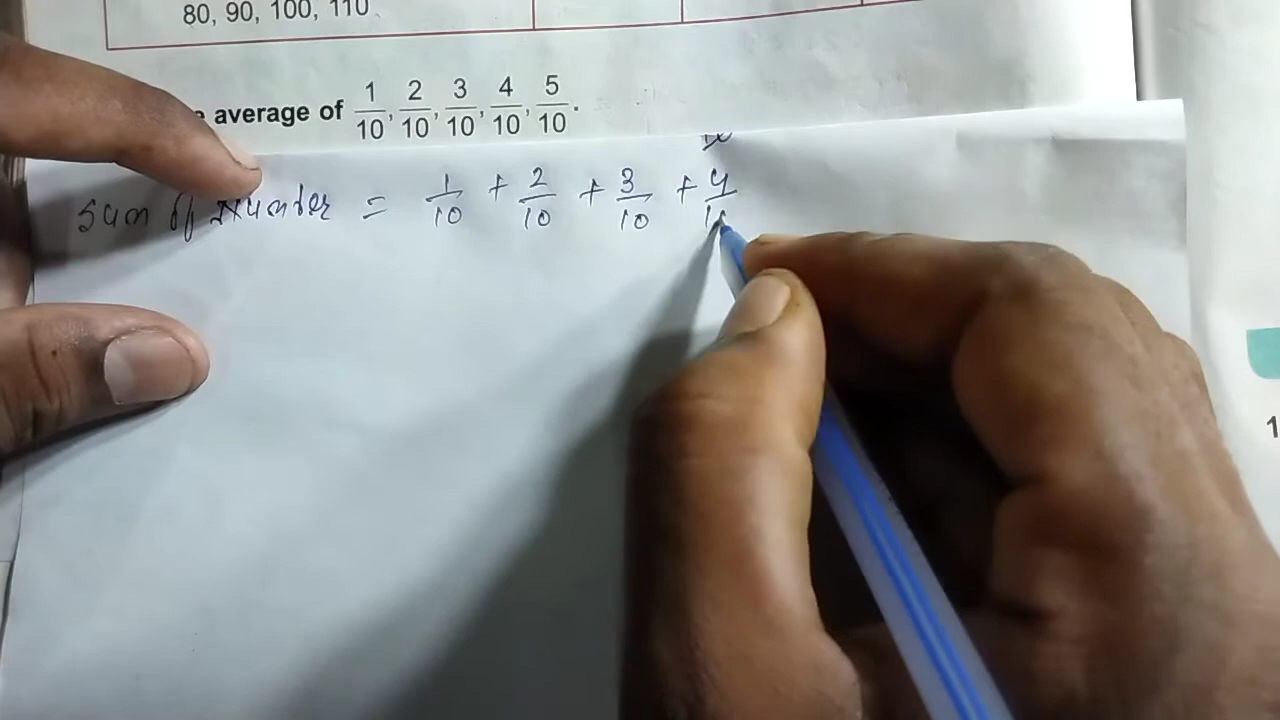 80, 90, 100, 110
average of 1/10, 2/10, 3/10, 4/10, 5/10.
Sum of Number = 1/10 + 2/10 + 3/10 + 4/10
1